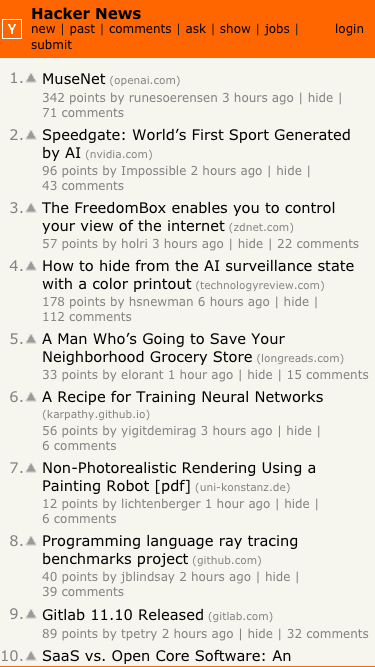 Y
Hacker News
new | past | comments | ask | show | jobs | login
submit
1. MuseNet (openai.com)
342 points by runesoerensen 3 hours ago | hide |
71 comments
2. Speedgate: World’s First Sport Generated
by AI (nvidia.com)
96 points by Impossible 2 hours ago | hide |
43 comments
3. The FreedomBox enables you to control
your view of the internet (zdnet.com)
57 points by holri 3 hours ago | hide | 22 comments
4. How to hide from the AI surveillance state
with a color printout (technologyreview.com)
178 points by hsnewman 6 hours ago | hide |
112 comments
5. A Man Who’s Going to Save Your
Neighborhood Grocery Store (longreads.com)
33 points by elorant 1 hour ago | hide | 15 comments
6. A Recipe for Training Neural Networks
(karpathy.github.io)
56 points by yigitdemirag 3 hours ago | hide |
6 comments
7. Non-Photorealistic Rendering Using a
Painting Robot [pdf] (uni-konstanz.de)
12 points by lichtenberger 1 hour ago | hide |
6 comments
8. Programming language ray tracing
benchmarks project (github.com)
40 points by jblindsay 2 hours ago | hide |
39 comments
9. Gitlab 11.10 Released (gitlab.com)
89 points by tpetry 2 hours ago | hide | 32 comments
10. SaaS vs. Open Core Software: An